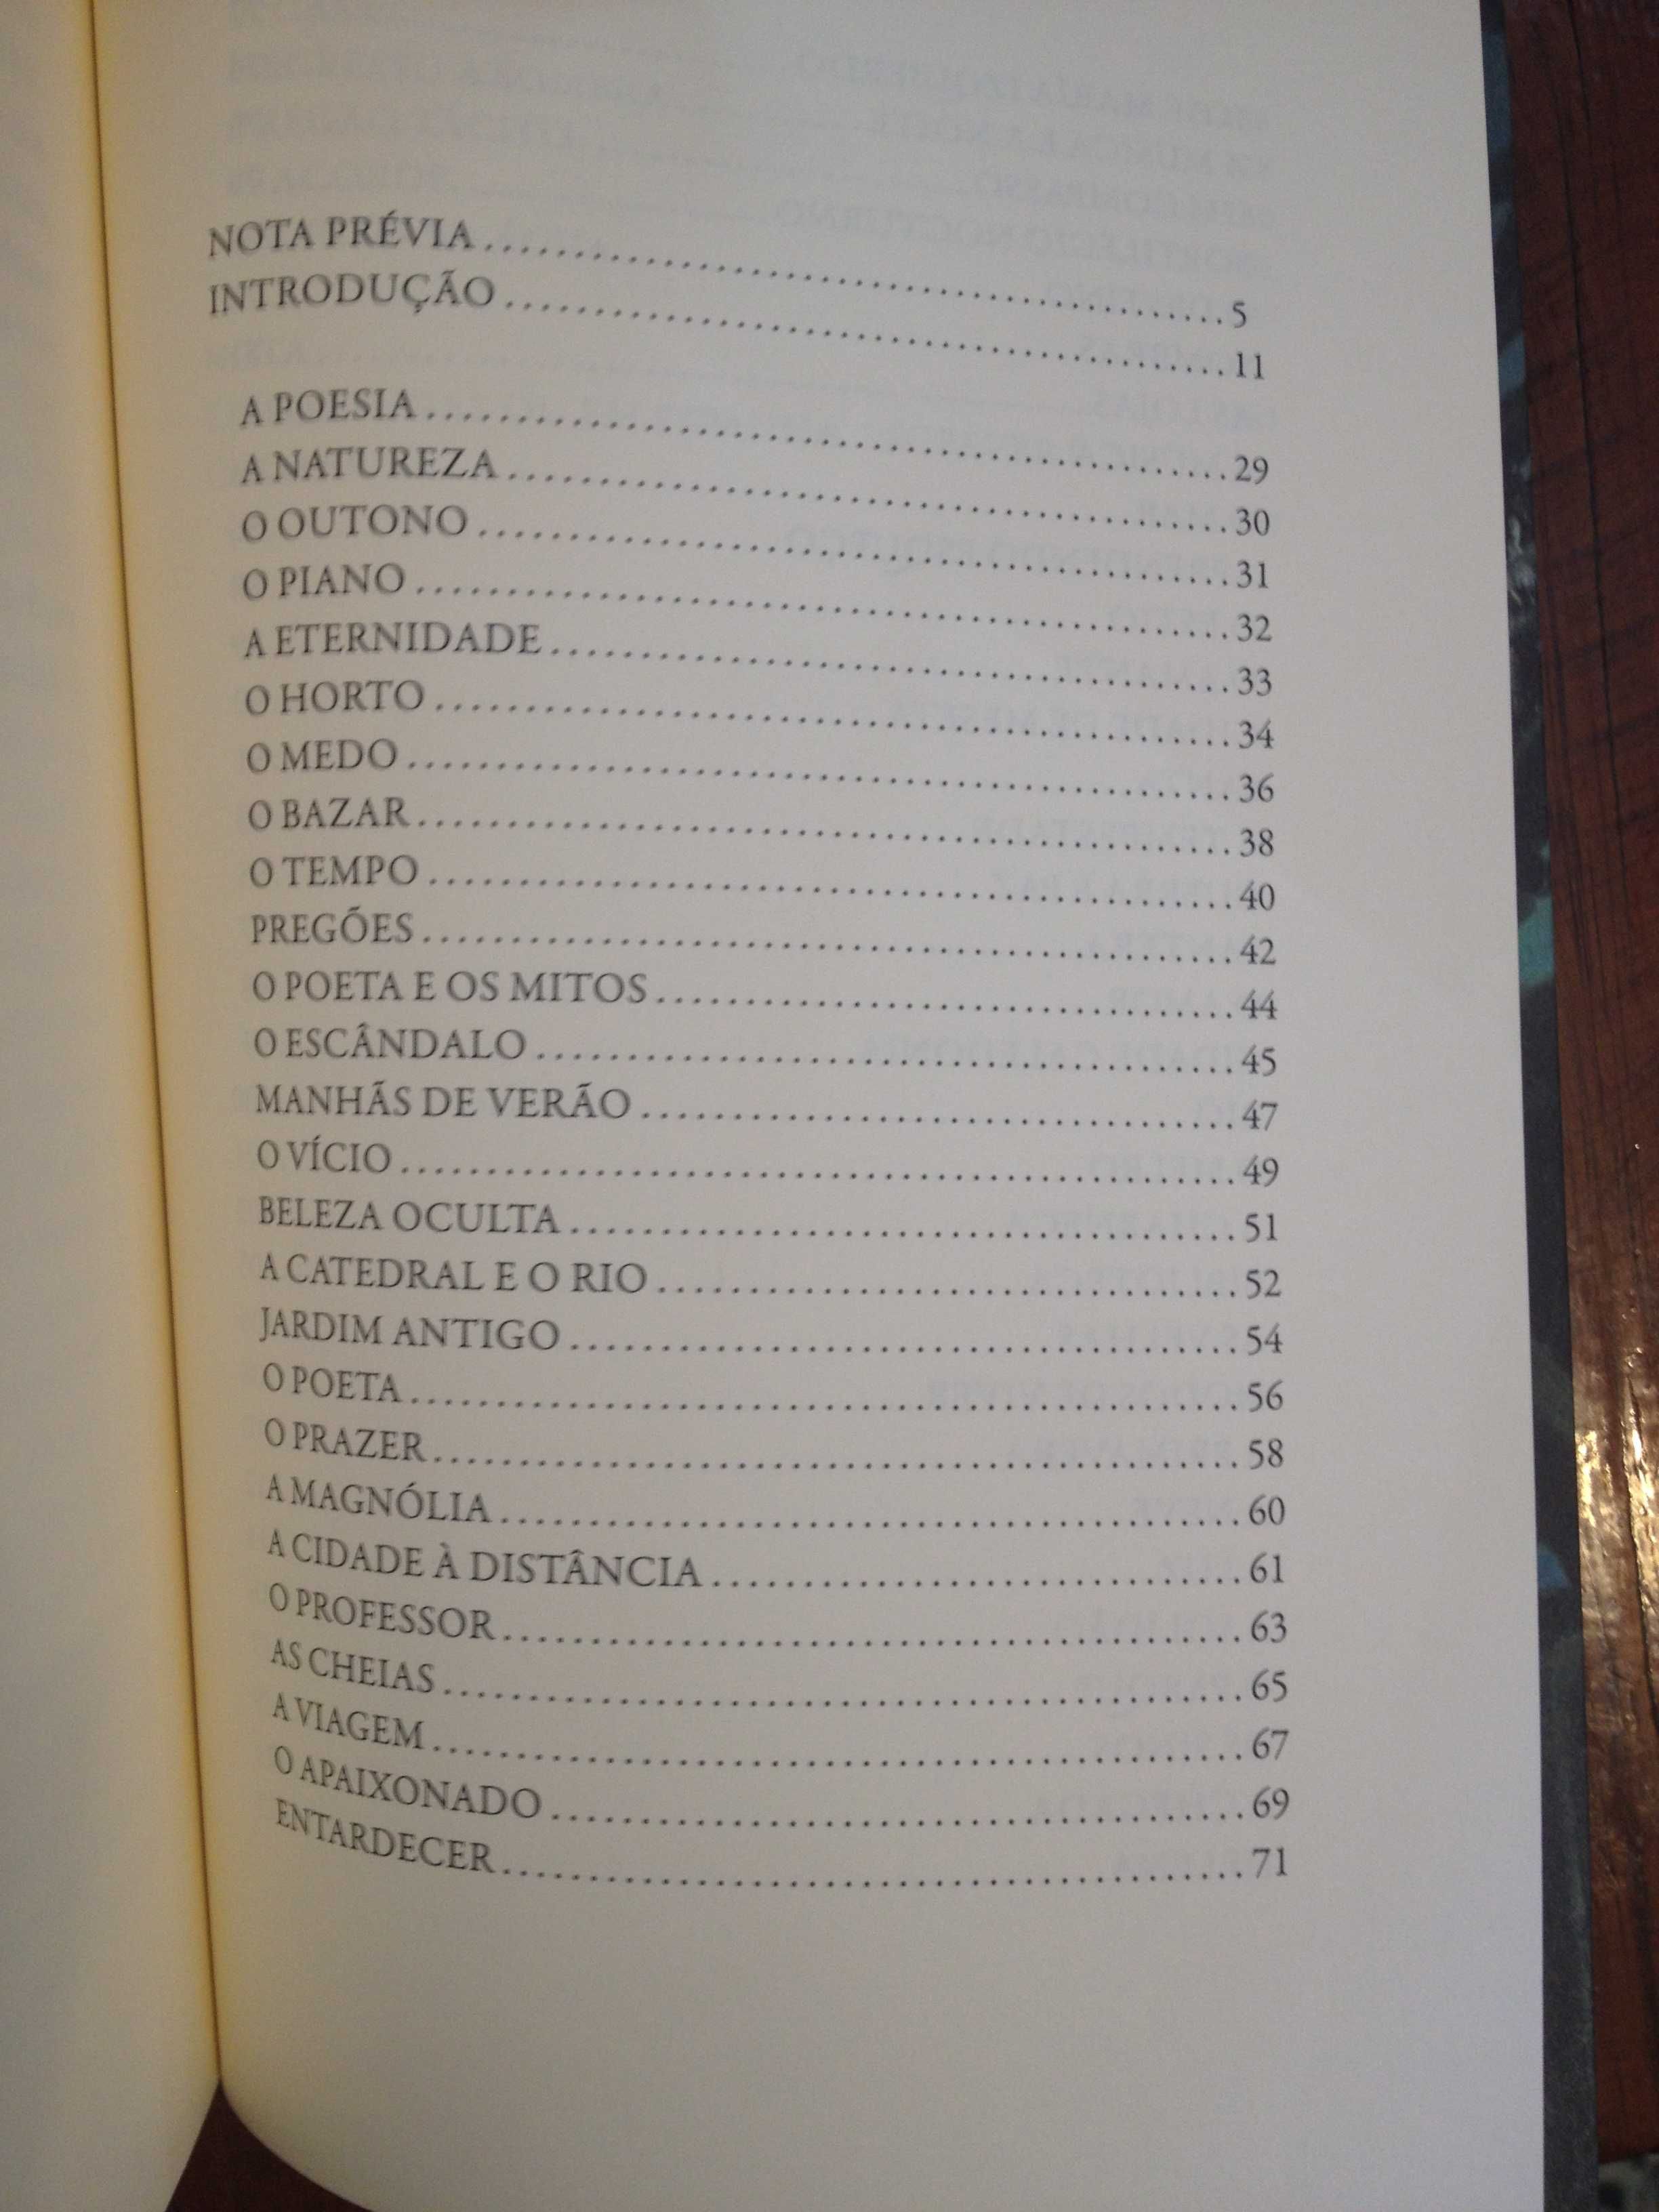 NOTA PRÉVIA ........................................ 5
INTRODUÇÃO ........................................ 11
A POESIA ........................................ 29
A NATUREZA ........................................ 30
O OUTONO ........................................ 31
O PIANO ........................................ 32
A ETERNIDADE ........................................ 33
O HORTO ........................................ 34
O MEDO ........................................ 36
O BAZAR ........................................ 38
O TEMPO ........................................ 40
PREGÕES ........................................ 42
O POETA E OS MITOS ........................................ 44
O ESCÂNDALO ........................................ 45
MANHÃS DE VERÃO ........................................ 47
O VÍCIO ........................................ 49
BELEZA OCULTA ........................................ 51
A CATEDRAL E O RIO ........................................ 52
JARDIM ANTIGO ........................................ 54
O POETA ........................................ 56
O PRAZER ........................................ 58
A MAGNÓLIA ........................................ 60
A CIDADE À DISTÂNCIA ........................................ 61
O PROFESSOR ........................................ 63
AS CHEIAS ........................................ 65
A VIAGEM ........................................ 67
O APAIXONADO ........................................ 69
ENTARDECER ........................................ 71